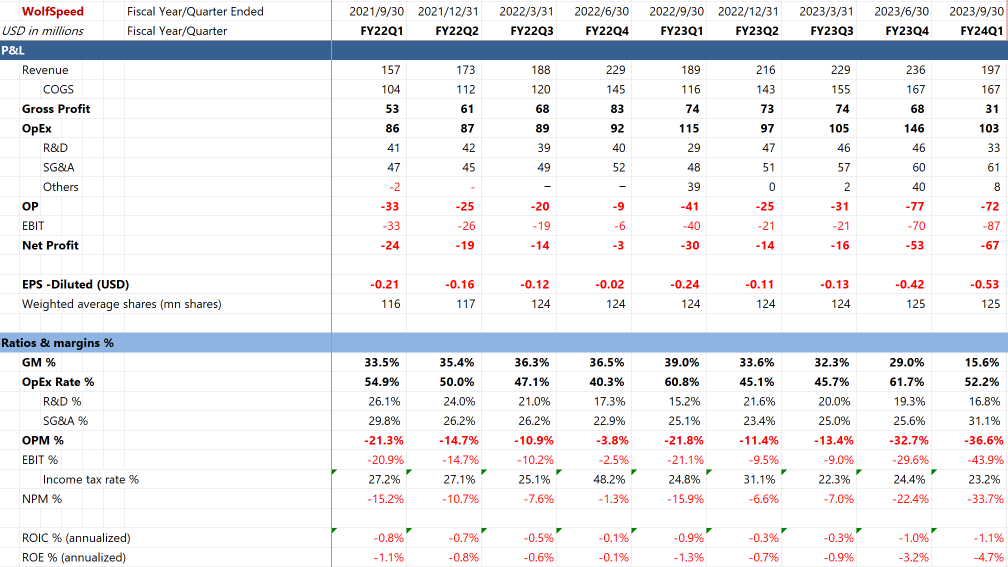 WolfSpeed Fiscal Year/Quarter Ended 2021/9/30 2021/12/31 2022/3/31 2022/6/30 2022/9/30 2022/12/31 2023/3/31 2023/6/30 2023/9/30
USD in millions Fiscal Year/Quarter FY22Q1 FY22Q2 FY22Q3 FY22Q4 FY23Q1 FY23Q2 FY23Q3 FY23Q4 FY24Q1
P&L
Revenue 157 173 188 229 189 216 229 236 197
COGS 104 112 120 145 116 143 155 167 167
Gross Profit 53 61 68 83 74 73 74 68 31
OpEx 86 87 89 92 115 97 105 146 103
R&D 41 42 39 40 29 47 46 46 33
SG&A 47 45 49 52 48 51 57 60 61
Others -2 - – – 39 0 2 40 8
OP -33 -25 -20 -9 -41 -25 -31 -77 -72
EBIT -33 -26 -19 -6 -40 -21 -21 -70 -87
Net Profit -24 -19 -14 -3 -30 -14 -16 -53 -67
EPS -Diluted (USD) -0.21 -0.16 -0.12 -0.02 -0.24 -0.11 -0.13 -0.42 -0.53
Weighted average shares (mn shares) 116 117 124 124 124 124 124 125 125
Ratios & margins %
GM % 33.5% 35.4% 36.3% 36.5% 39.0% 33.6% 32.3% 29.0% 15.6%
OpEx Rate % 54.9% 50.0% 47.1% 40.3% 60.8% 45.1% 45.7% 61.7% 52.2%
R&D % 26.1% 24.0% 21.0% 17.3% 15.2% 21.6% 20.0% 19.3% 16.8%
SG&A % 29.8% 26.2% 26.2% 22.9% 25.1% 23.4% 25.0% 25.6% 31.1%
OPM % -21.3% -14.7% -10.9% -3.8% -21.8% -11.4% -13.4% -32.7% -36.6%
EBIT % -20.9% -14.7% -10.2% -2.5% -21.1% -9.5% -9.0% -29.6% -43.9%
Income tax rate % 27.2% 27.1% 25.1% 48.2% 24.8% 31.1% 22.3% 24.4% 23.2%
NPM % -15.2% -10.7% -7.6% -1.3% -15.9% -6.6% -7.0% -22.4% -33.7%
ROIC % (annualized) -0.8% -0.7% -0.5% -0.1% -0.9% -0.3% -0.3% -1.0% -1.1%
ROE % (annualized) -1.1% -0.8% -0.6% -0.1% -1.3% -0.7% -0.9% -3.2% -4.7%